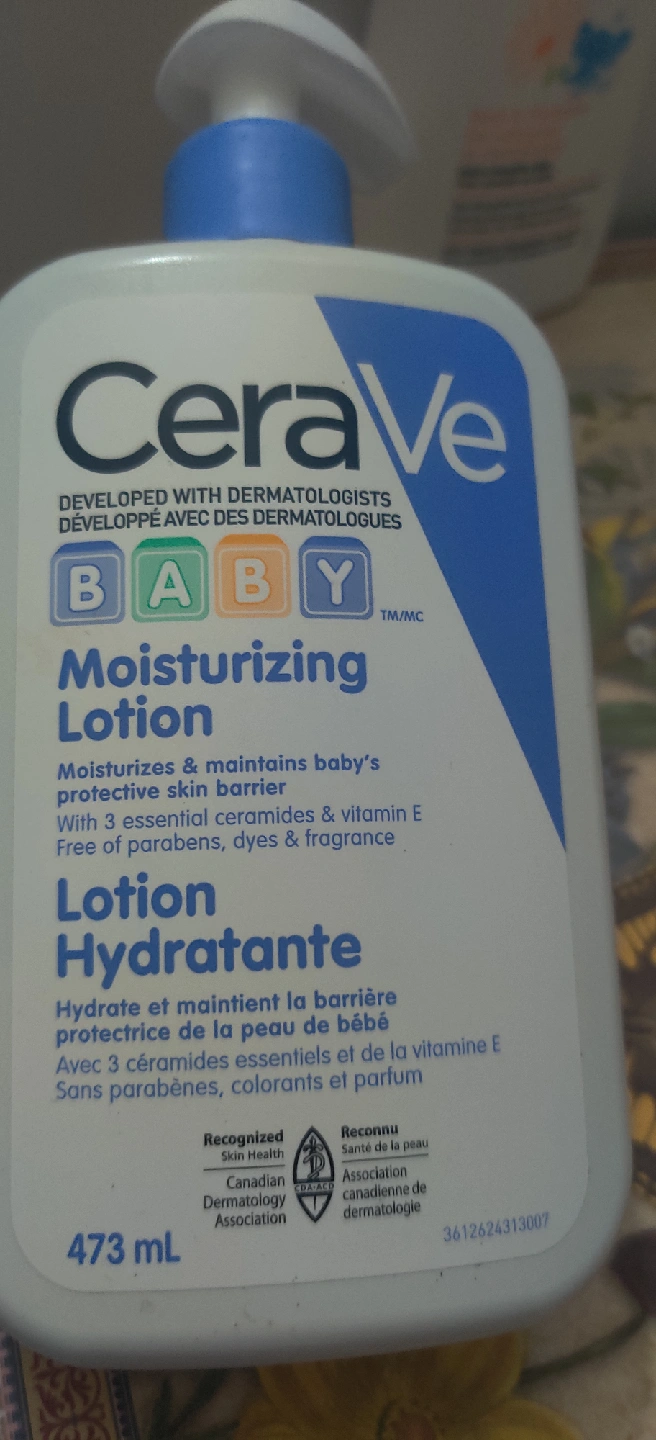 CeraVe
DEVELOPED WITH DERMATOLOGISTS
DÉVELOPPÉ AVEC DES DERMATOLOGUES
BABY TM/MC
Moisturizing
Lotion
Moisturizes & maintains baby's
protective skin barrier
With 3 essential ceramides & vitamin E
Free of parabens, dyes & fragrance
Lotion
Hydratante
Hydrate et maintient la barrière
protectrice de la peau de bébé
Avec 3 céramides essentiels et de la vitamine E
Sans parabènes, colorants et parfum
Recognized
Skin Health
Canadian
Dermatology
Association
CDA·ACD
Reconnu
Santé de la peau
Association
canadienne de
dermatologie
473 mL
3612624313007